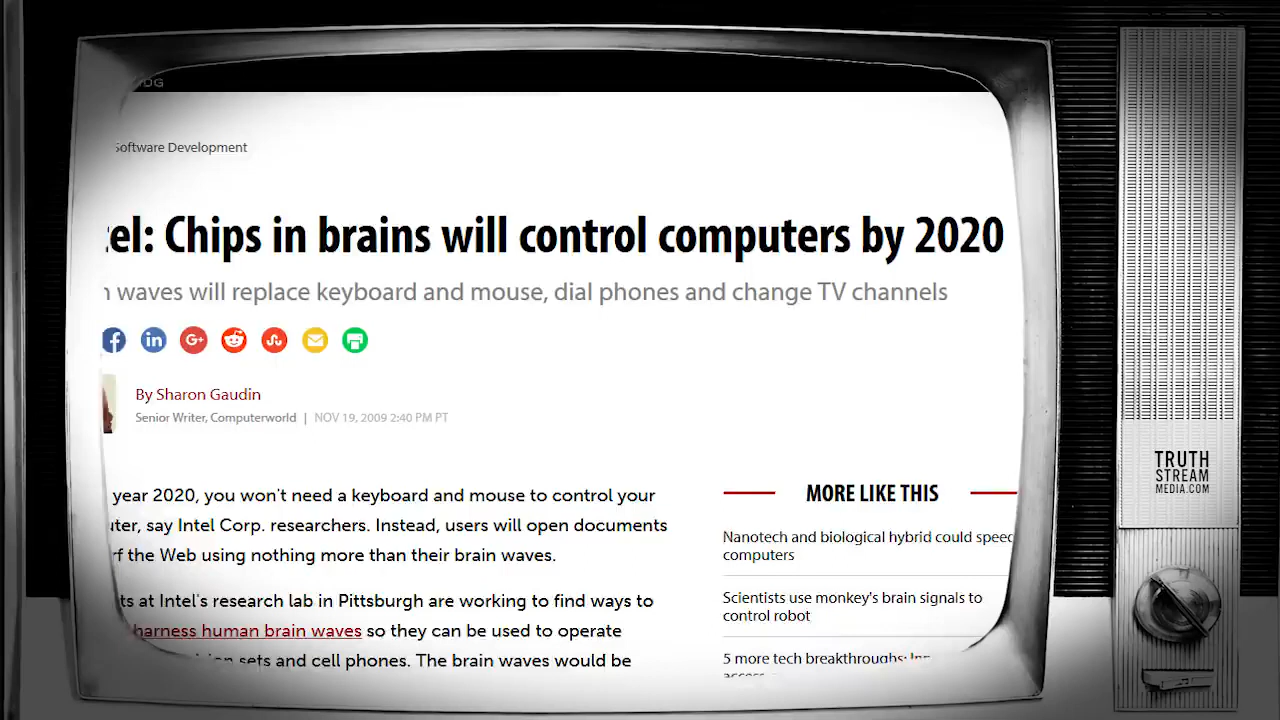 Software Development
tel: Chips in brains will control computers by 2020
waves will replace keyboard and mouse, dial phones and change TV channels
By Sharon Gaudin
Senior Writer, Computerworld | NOV 19, 2009 2:40 PM PT
year 2020, you won't need a keyboard and mouse to control your
uter, say Intel Corp. researchers. Instead, users will open documents
rf the Web using nothing more than their brain waves.
ts at Intel's research lab in Pittsburgh are working to find ways to
harness human brain waves so they can be used to operate
sets and cell phones. The brain waves would be
MORE LIKE THIS
Nanotech and biological hybrid could speed
computers
Scientists use monkey's brain signals to
control robot
5 more tech breakthroughs:
TRUTH
STREAM
MEDIA.COM